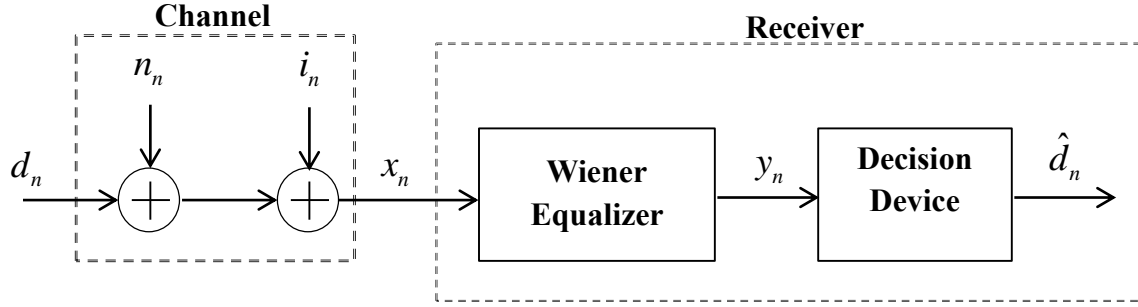 Channel
Receiver
n_n
i_n
d_n
x_n
Wiener
Equalizer
y_n
Decision
Device
d̂_n